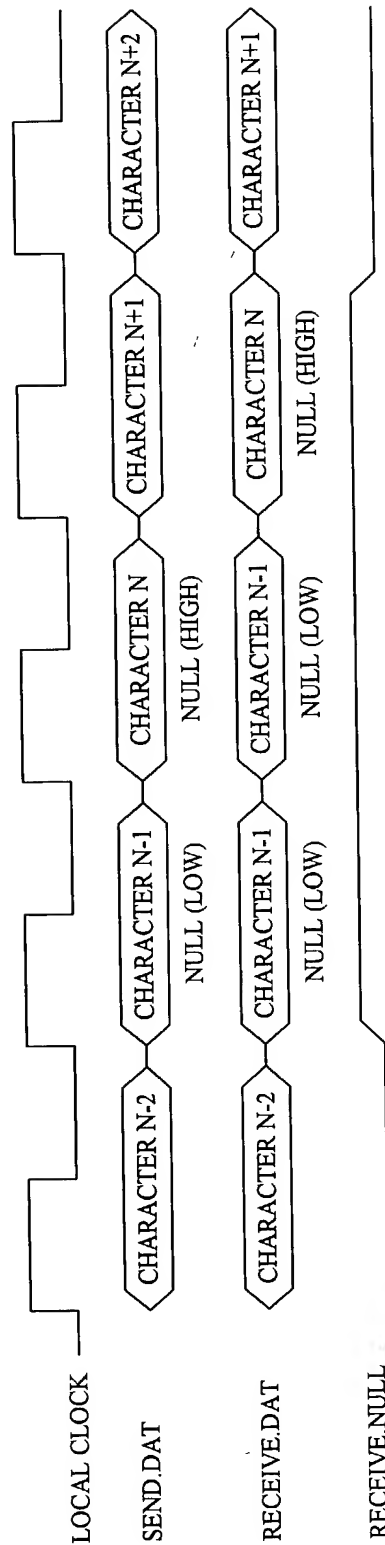 LOCAL CLOCK
SEND.DAT CHARACTER N-2 CHARACTER N-1 CHARACTER N CHARACTER N+1 CHARACTER N+2
NULL (LOW) NULL (HIGH)
RECEIVE.DAT CHARACTER N-2 CHARACTER N-1 CHARACTER N-1 CHARACTER N CHARACTER N+1
NULL (LOW) NULL (LOW) NULL (HIGH)
RECEIVE.NULL